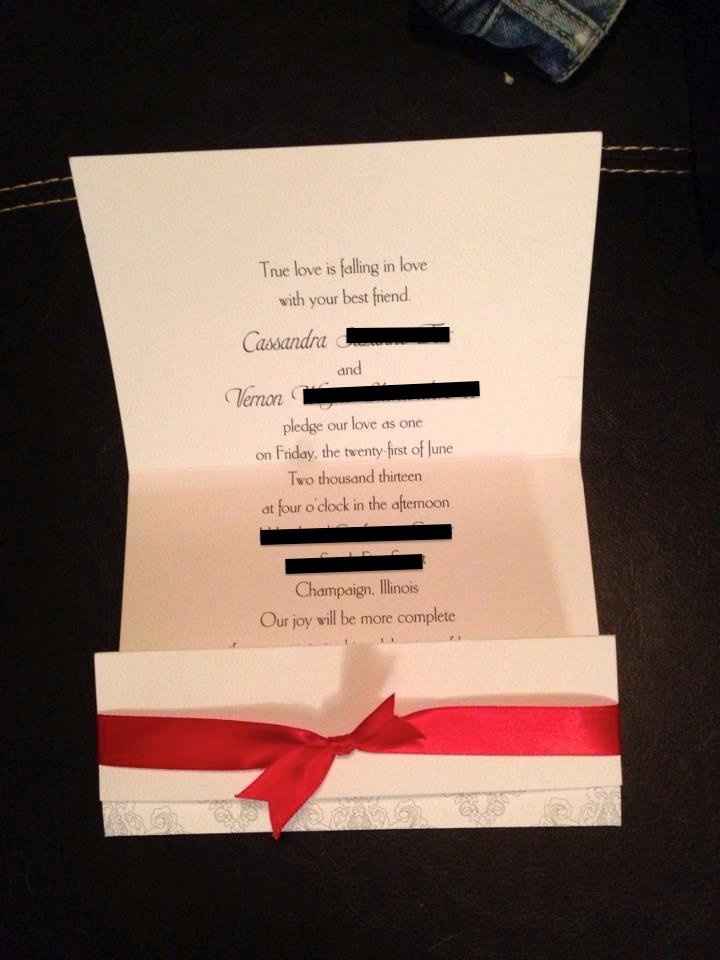 True love is falling in love
with your best friend.
Cassandra
and
Vernon
pledge our love as one
on Friday, the twenty-first of June
Two thousand thirteen
at four o'clock in the afternoon
Champaign, Illinois
Our joy will be more complete